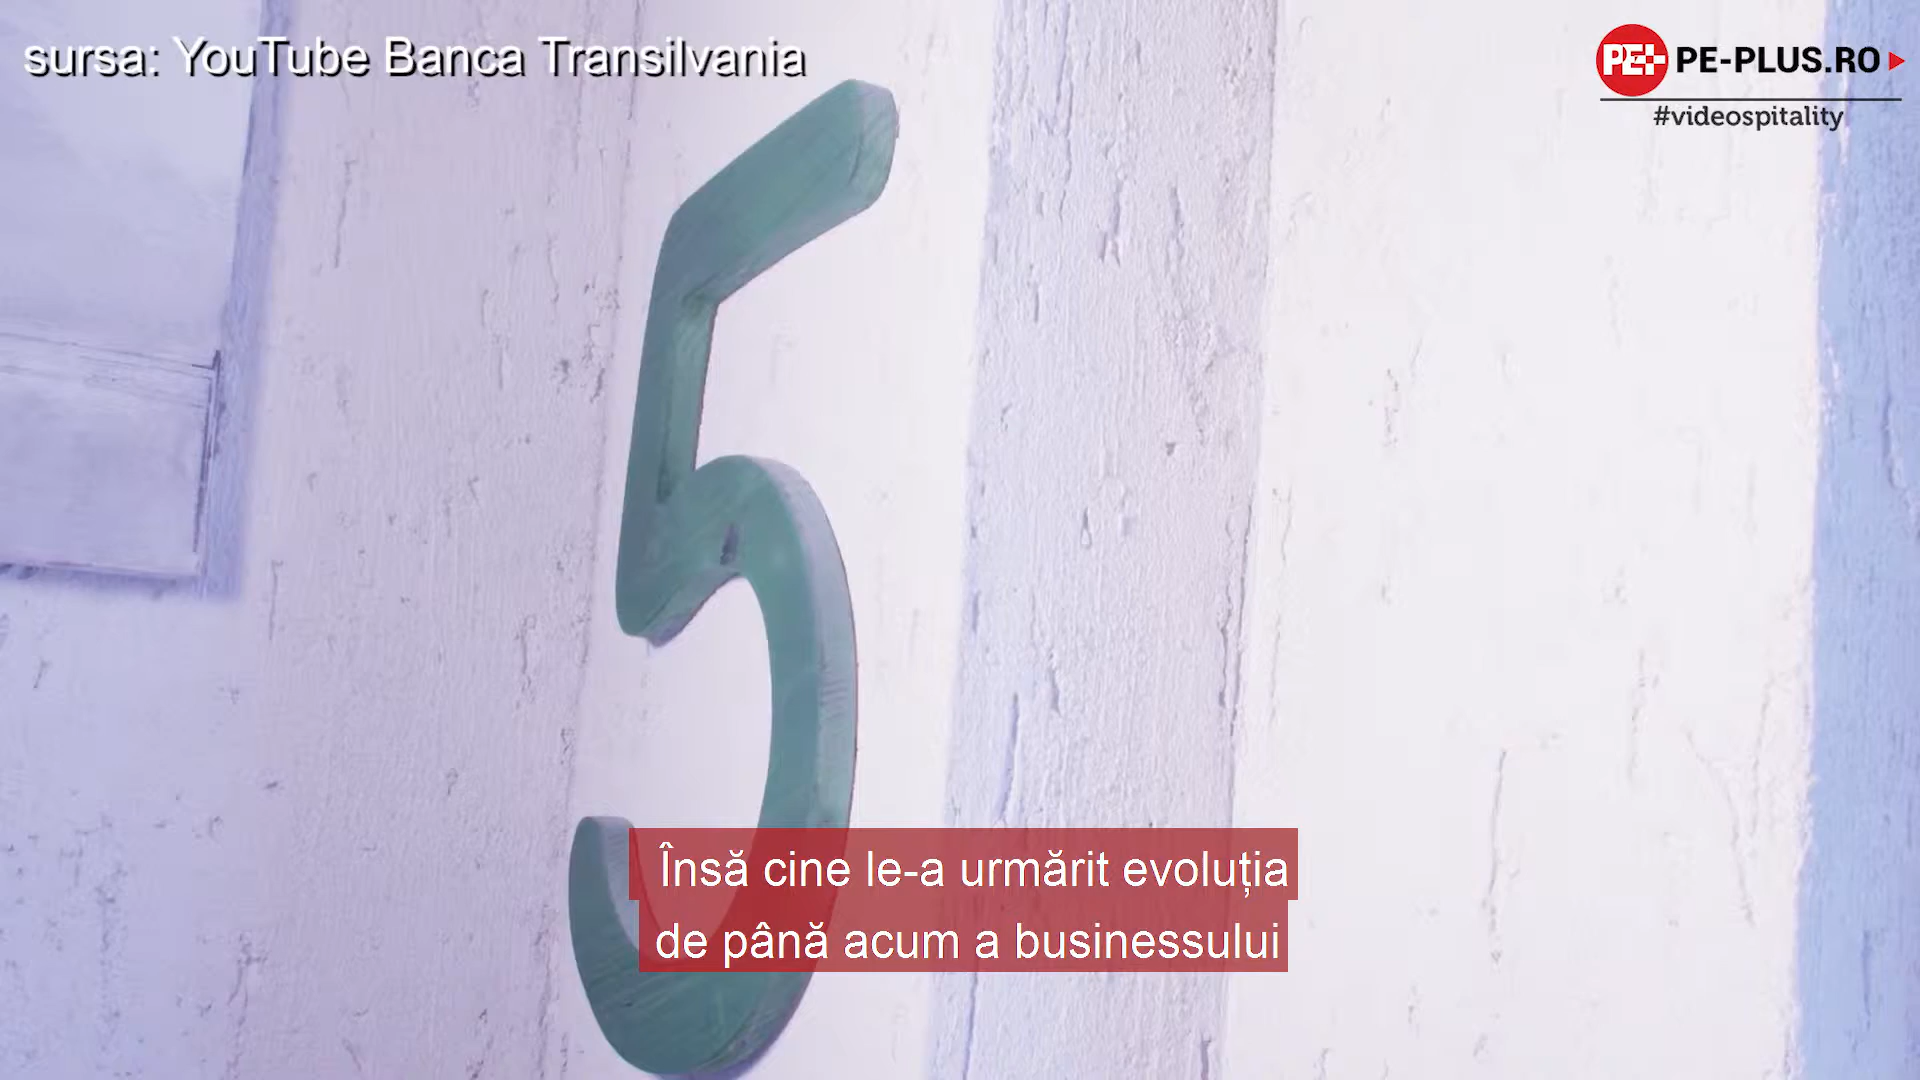 sursa: YouTube Banca Transilvania
PE+ PE-PLUS.RO
#videospitality
5
Însă cine le-a urmărit evoluția
de până acum a businessului